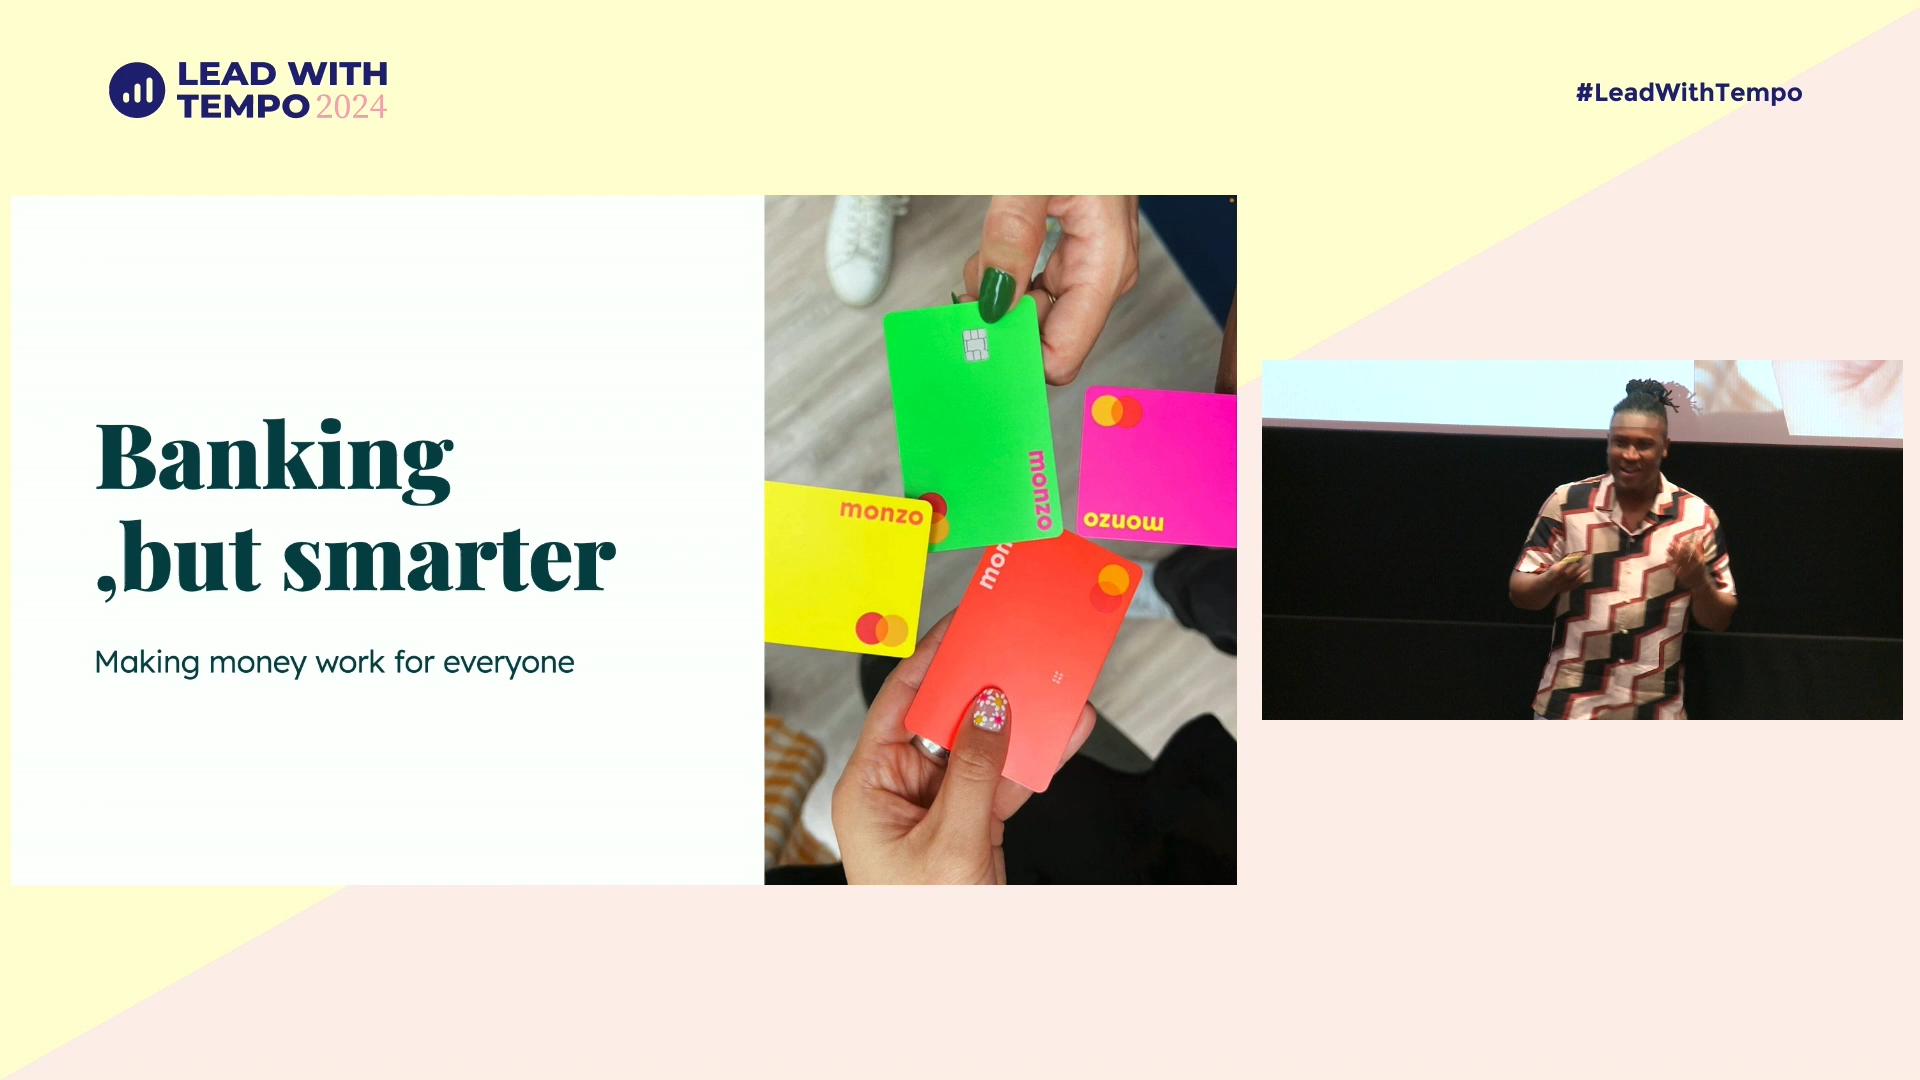 LEAD WITH
TEMPO 2024
#LeadWithTempo
Banking
,but smarter
Making money work for everyone
monzo
monzo
monzo
mon